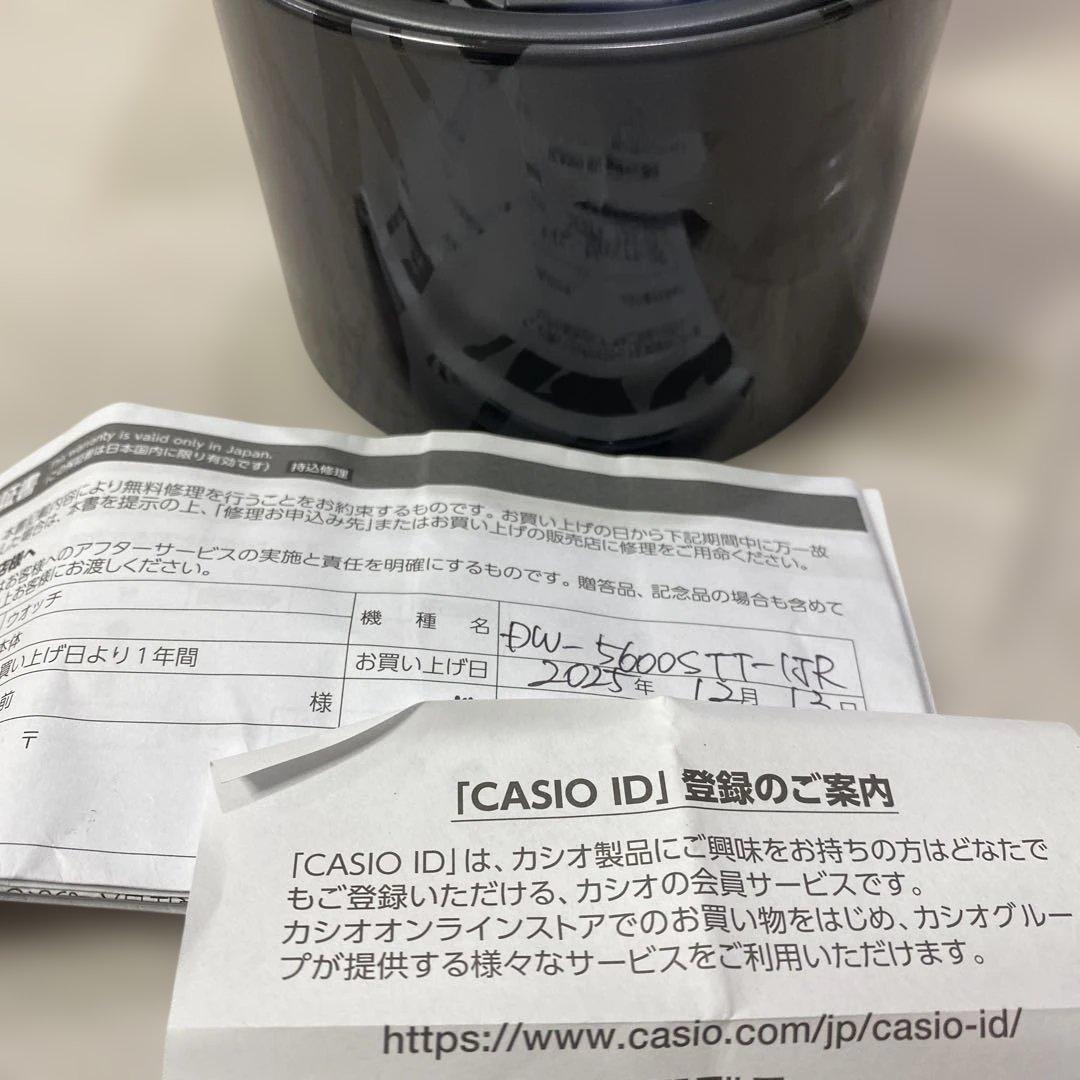 This warranty is valid only in Japan.
(この保証書は日本国内に限り有効です) 持込修理
証書
本書記載内容により無料修理を行うことをお約束するものです。お買い上げの日から下記期間中に万一故
場合は、本書を提示の上、「修理お申込み先」またはお買い上げの販売店に修理をご用命ください。
店様へ
はお客様へのアフターサービスの実施と責任を明確にするものです。贈答品、記念品の場合も含めて
上お客様にお渡しください。
ウオッチ
機種名
DW-5600STT-1JR
本体
買い上げ日より1年間
お買い上げ日
2025年 12月 13日
前
様
〒
「CASIO ID」登録のご案内
「CASIO ID」は、カシオ製品にご興味をお持ちの方はどなたで
もご登録いただける、カシオの会員サービスです。
カシオオンラインストアでのお買い物をはじめ、カシオグルー
プが提供する様々なサービスをご利用いただけます。
https://www.casio.com/jp/casio-id/